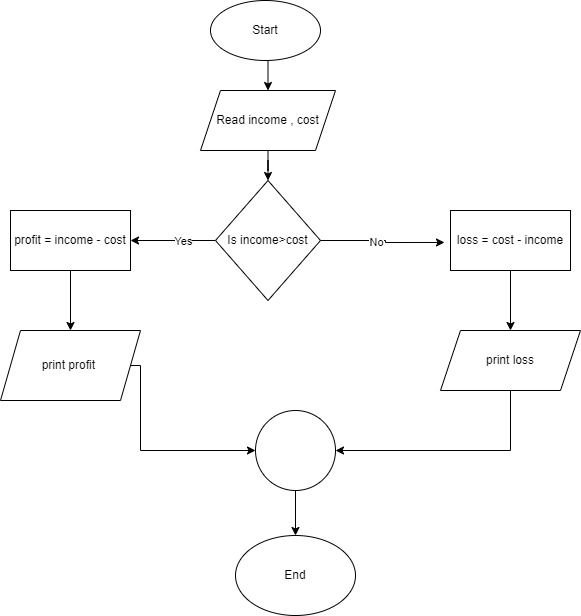 Start
Read income , cost
Is income>cost
Yes
No
profit = income - cost
loss = cost - income
print profit
print loss
End